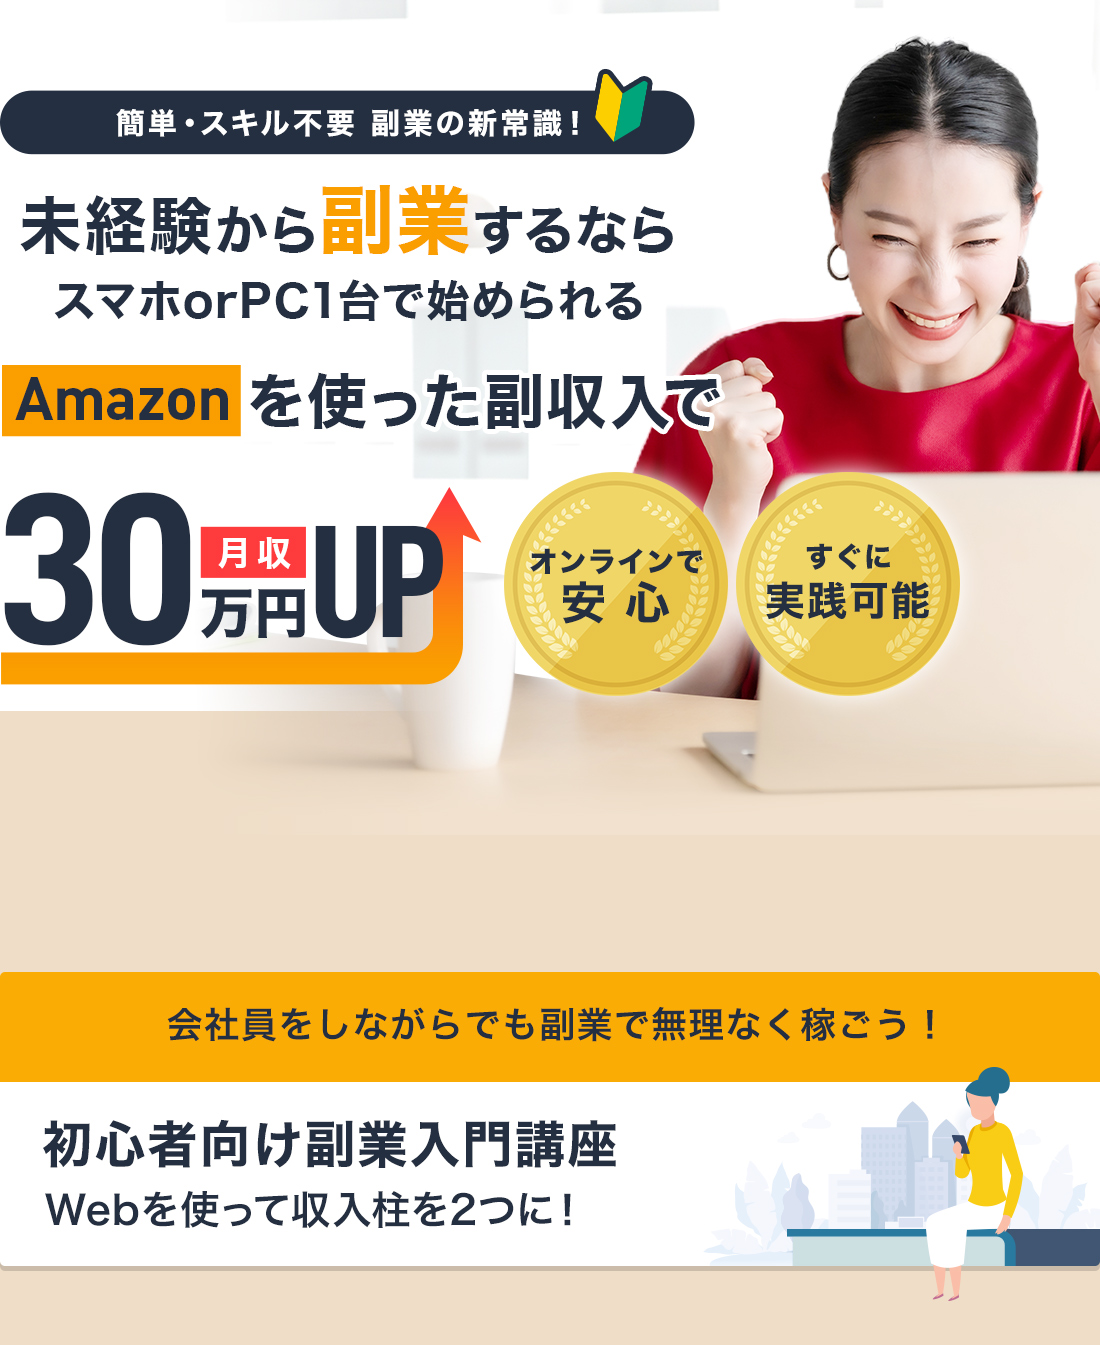 簡単・スキル不要 副業の新常識!
未経験から副業するなら
スマホorPC1台で始められる
Amazonを使った副収入で
30月収万円UP
オンラインで
安心
すぐに
実践可能
会社員をしながらでも副業で無理なく稼ごう!
初心者向け副業入門講座
Webを使って収入柱を2つに!